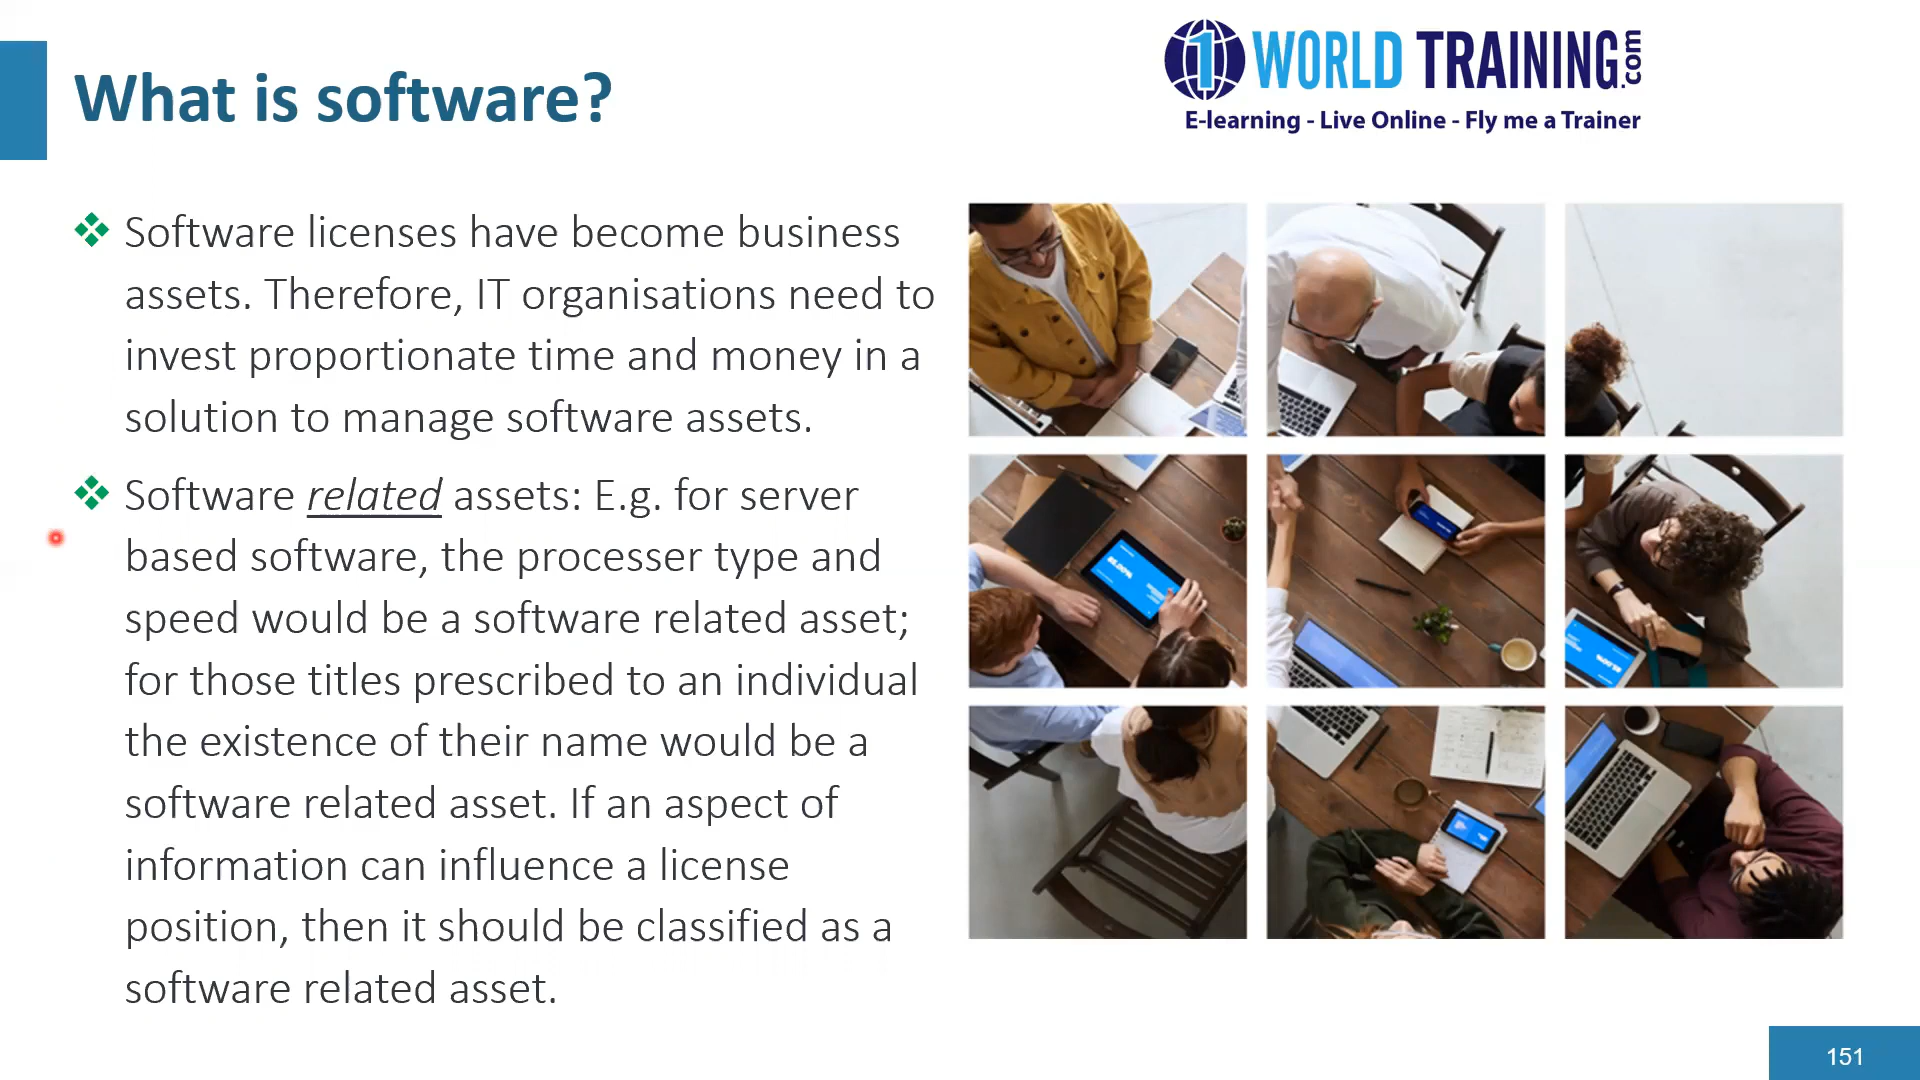 What is software?
1 WORLD TRAINING.com
E-learning - Live Online - Fly me a Trainer
Software licenses have become business
assets. Therefore, IT organisations need to
invest proportionate time and money in a
solution to manage software assets.
Software related assets: E.g. for server
based software, the processer type and
speed would be a software related asset;
for those titles prescribed to an individual
the existence of their name would be a
software related asset. If an aspect of
information can influence a license
position, then it should be classified as a
software related asset.
151